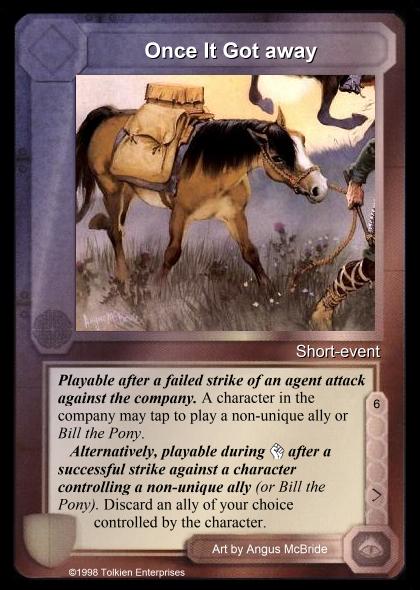 Once It Got away
Angus McBride
Short-event
Playable after a failed strike of an agent attack
against the company. A character in the
company may tap to play a non-unique ally or
Bill the Pony.
Alternatively, playable during after a
successful strike against a character
controlling a non-unique ally (or Bill the
Pony). Discard an ally of your choice
controlled by the character.
6
Art by Angus McBride
©1998 Tolkien Enterprises